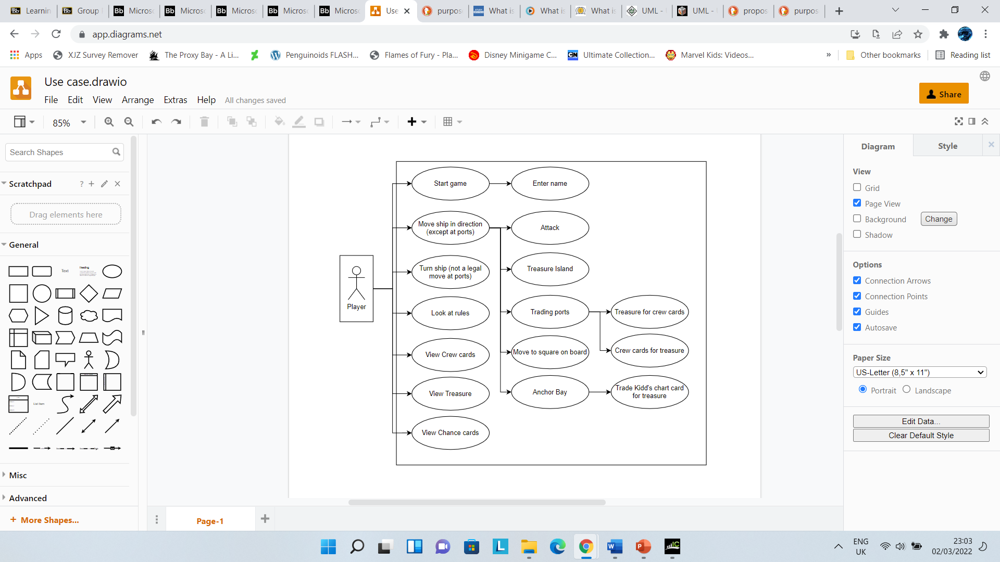 Learnin
Group
Micros
Micros
Micros
Micros
Micros
Use
purpos
What is
What is
What is
UML -
UML -
propos
purpos
app.diagrams.net
Apps
XJZ Survey Remover
The Proxy Bay - A Li...
Penguinoids FLASH...
Flames of Fury - Pla...
Disney Minigame C...
Ultimate Collection...
Marvel Kids: Videos...
»
Other bookmarks
Reading list
Use case.drawio
File Edit View Arrange Extras Help All changes saved
Share
85%
Search Shapes
Scratchpad
Drag elements here
General
Text
Heading
List Item
Misc
Advanced
+ More Shapes...
Start game
Enter name
Move ship in direction
(except at ports)
Attack
Turn ship (not a legal
move at ports)
Treasure Island
Player
Look at rules
Trading ports
Treasure for crew cards
View Crew cards
Move to square on board
Crew cards for treasure
View Treasure
Anchor Bay
Trade Kidd's chart card
for treasure
View Chance cards
Page-1
Diagram
Style
View
Grid
Page View
Background
Change
Shadow
Options
Connection Arrows
Connection Points
Guides
Autosave
Paper Size
US-Letter (8,5" x 11")
Portrait
Landscape
Edit Data...
Clear Default Style
ENG
UK
23:03
02/03/2022